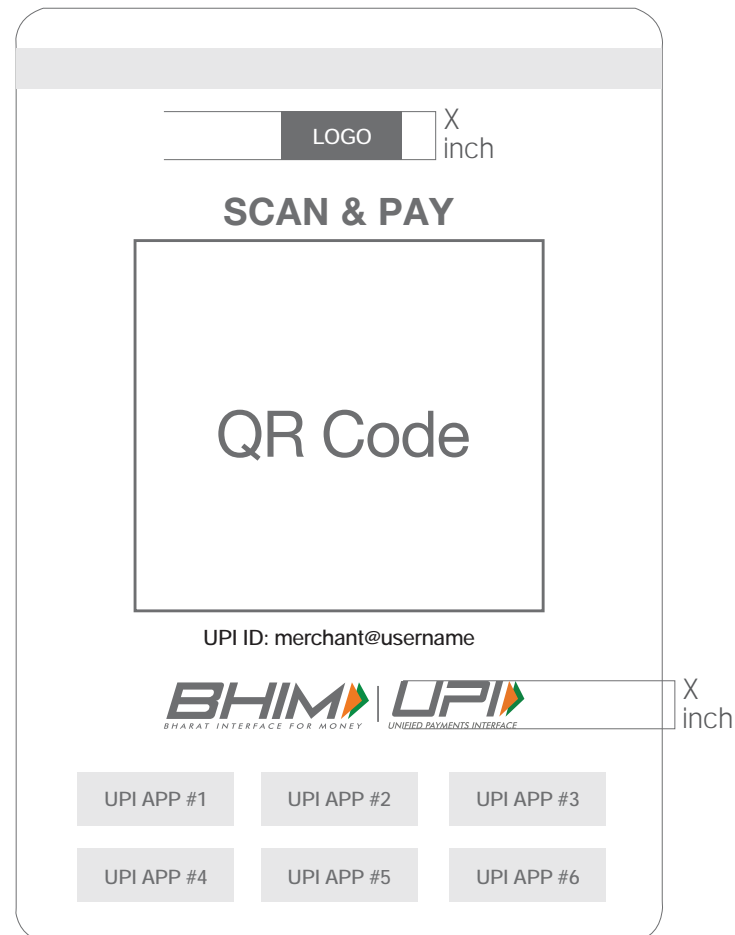 LOGO
X
inch
SCAN & PAY
QR Code
UPI ID: merchant@username
BHIM UPI
BHARAT INTERFACE FOR MONEY UNIFIED PAYMENTS INTERFACE
X
inch
UPI APP #1 UPI APP #2 UPI APP #3
UPI APP #4 UPI APP #5 UPI APP #6